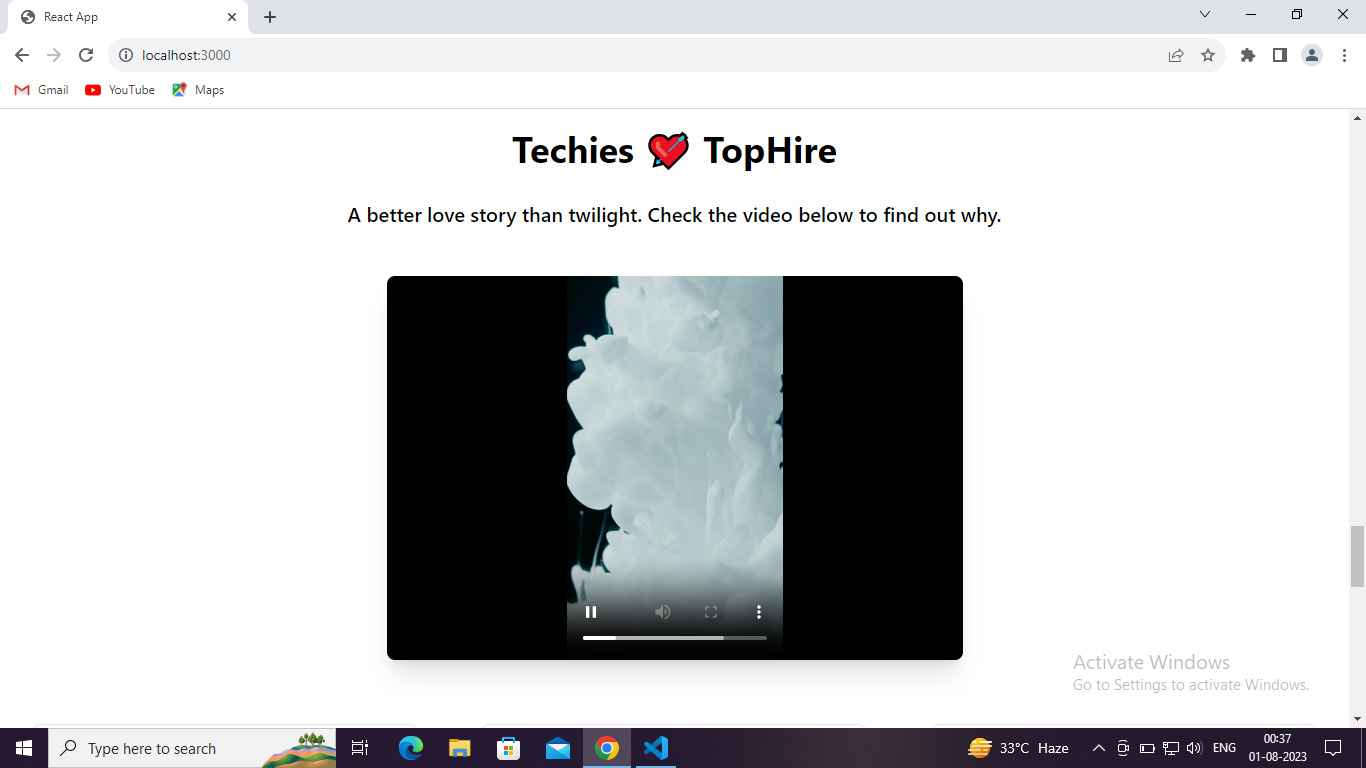 React App
localhost:3000
Gmail YouTube Maps
Techies TopHire
A better love story than twilight. Check the video below to find out why.
Activate Windows
Go to Settings to activate Windows.
Type here to search
33°C Haze
ENG
00:37
01-08-2023